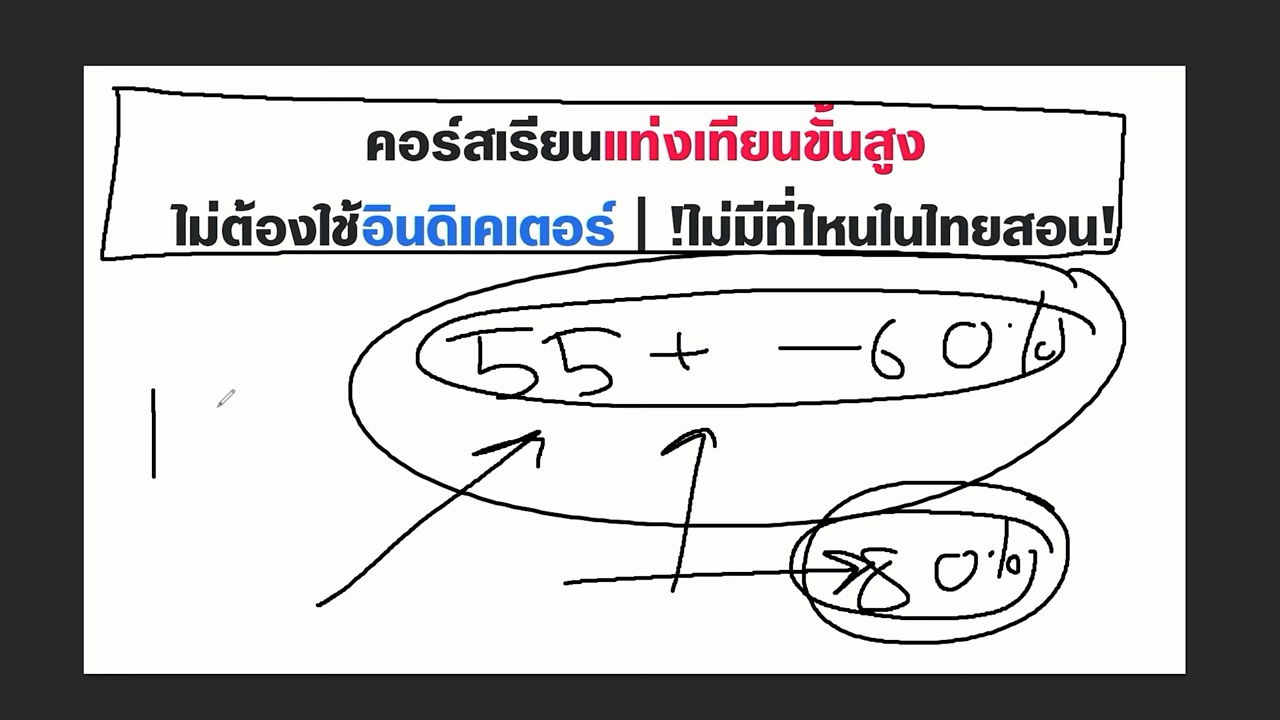 คอร์สเรียนแท่งเทียนขั้นสูง
ไม่ต้องใช้อินดิเคเตอร์ | !ไม่มีที่ไหนในไทยสอน!
55 + - 60%
80%